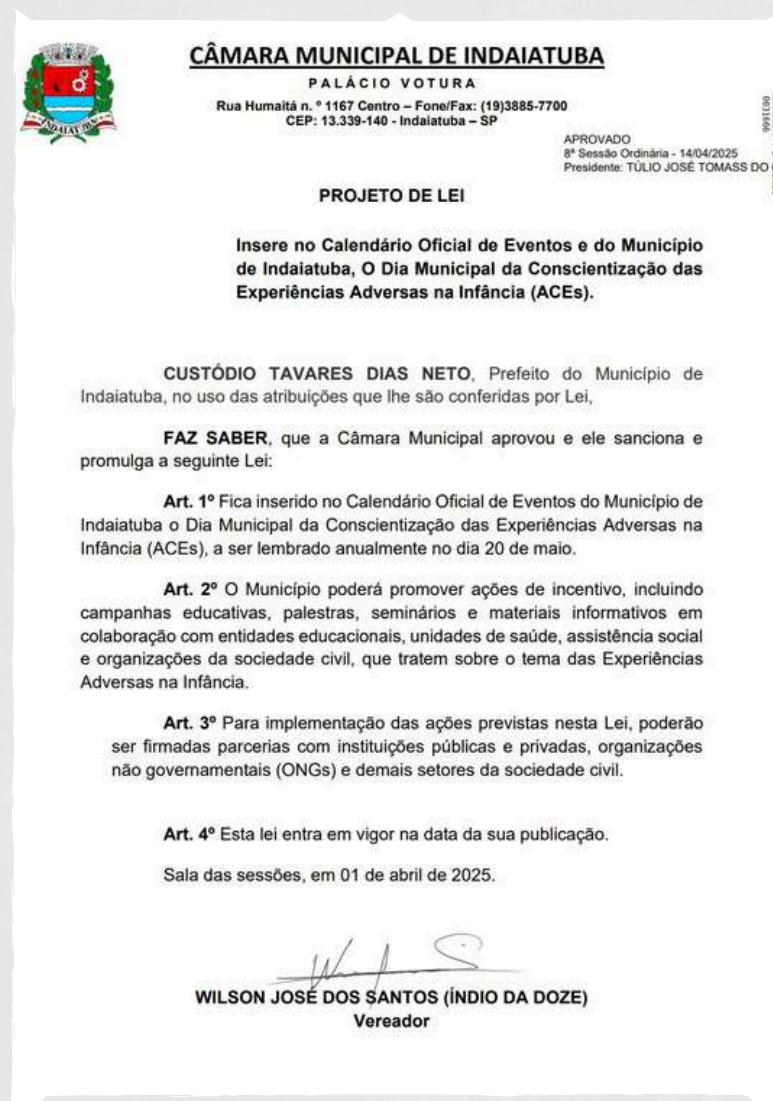 CÂMARA MUNICIPAL DE INDAIATUBA
PALÁCIO VOTURA
Rua Humaitá n. º 1167 Centro – Fone/Fax: (19)3885-7700
CEP: 13.339-140 - Indaiatuba – SP
INDAIATUBA
0031606
APROVADO
8ª Sessão Ordinária - 14/04/2025
Presidente: TÚLIO JOSÉ TOMASS DO
PROJETO DE LEI
Insere no Calendário Oficial de Eventos e do Município
de Indaiatuba, O Dia Municipal da Conscientização das
Experiências Adversas na Infância (ACEs).
CUSTÓDIO TAVARES DIAS NETO, Prefeito do Município de
Indaiatuba, no uso das atribuições que lhe são conferidas por Lei,
FAZ SABER, que a Câmara Municipal aprovou e ele sanciona e
promulga a seguinte Lei:
Art. 1º Fica inserido no Calendário Oficial de Eventos do Município de
Indaiatuba o Dia Municipal da Conscientização das Experiências Adversas na
Infância (ACEs), a ser lembrado anualmente no dia 20 de maio.
Art. 2º O Município poderá promover ações de incentivo, incluindo
campanhas educativas, palestras, seminários e materiais informativos em
colaboração com entidades educacionais, unidades de saúde, assistência social
e organizações da sociedade civil, que tratem sobre o tema das Experiências
Adversas na Infância.
Art. 3º Para implementação das ações previstas nesta Lei, poderão
ser firmadas parcerias com instituições públicas e privadas, organizações
não governamentais (ONGs) e demais setores da sociedade civil.
Art. 4º Esta lei entra em vigor na data da sua publicação.
Sala das sessões, em 01 de abril de 2025.
WILSON JOSÉ DOS SANTOS (ÍNDIO DA DOZE)
Vereador